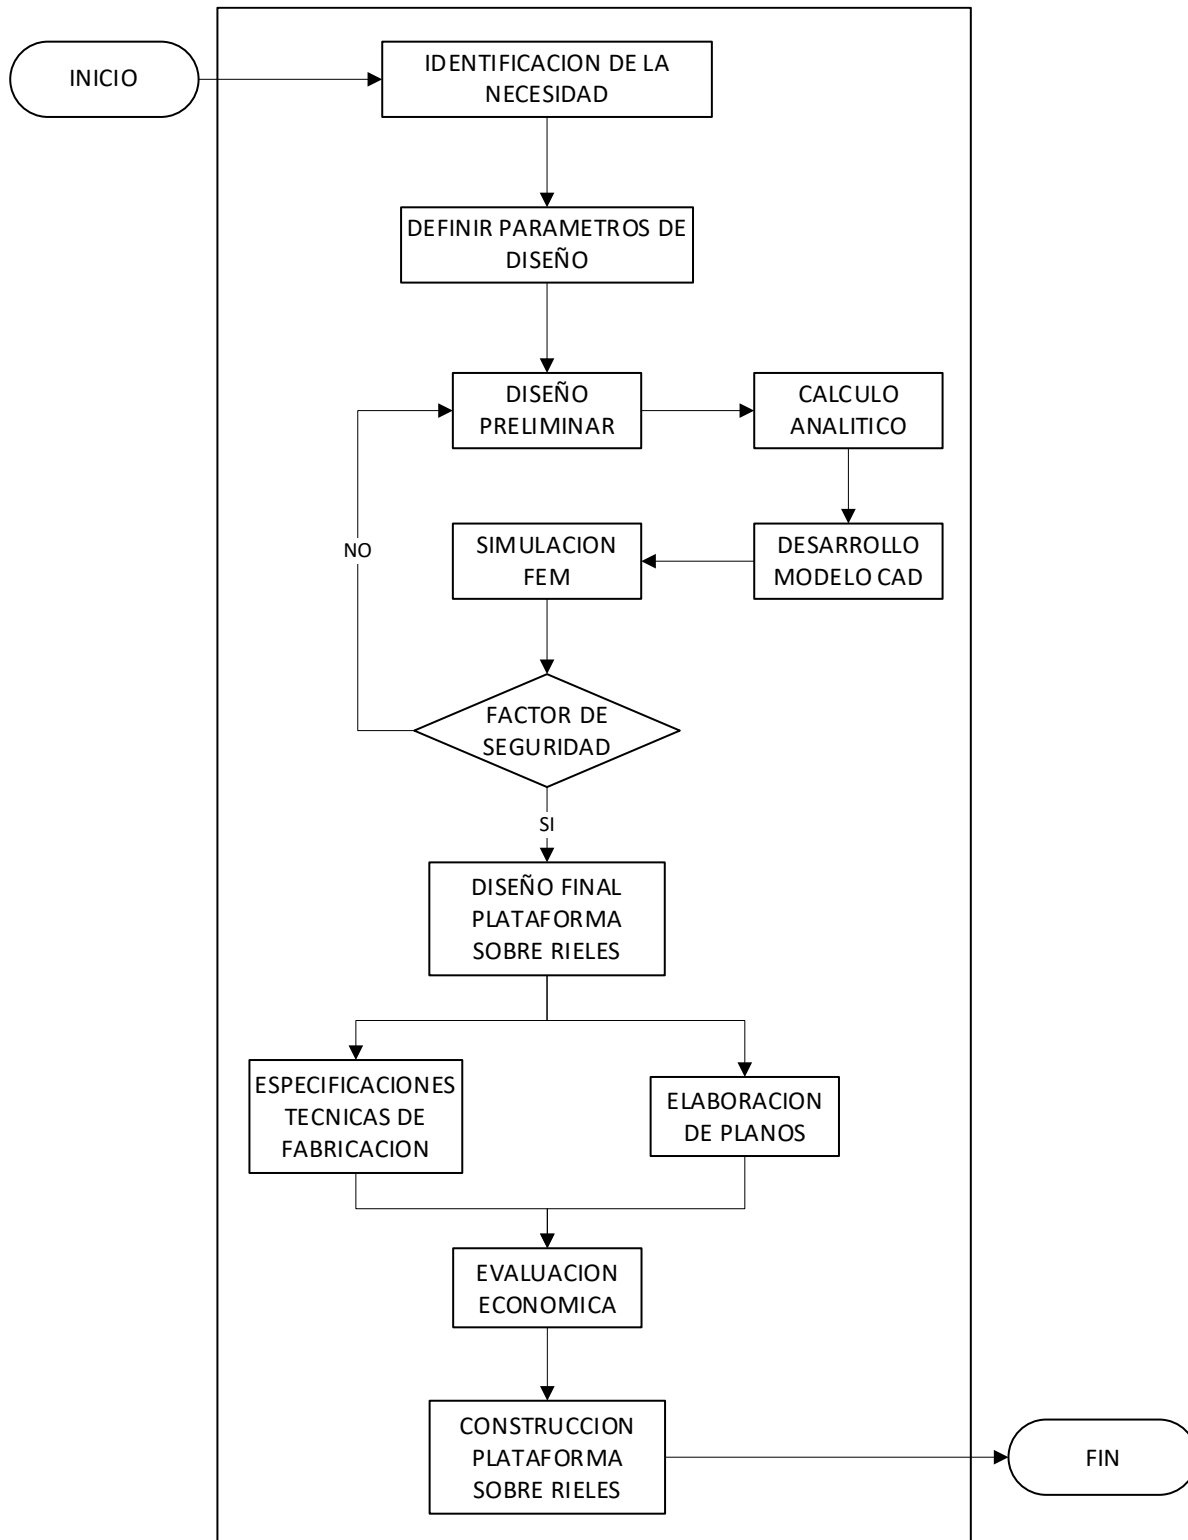 INICIO
IDENTIFICACION DE LA
NECESIDAD
DEFINIR PARAMETROS DE
DISEÑO
DISEÑO
PRELIMINAR
CALCULO
ANALITICO
NO
SIMULACION
FEM
DESARROLLO
MODELO CAD
FACTOR DE
SEGURIDAD
SI
DISEÑO FINAL
PLATAFORMA
SOBRE RIELES
ESPECIFICACIONES
TECNICAS DE
FABRICACION
ELABORACION
DE PLANOS
EVALUACION
ECONOMICA
CONSTRUCCION
PLATAFORMA
SOBRE RIELES
FIN